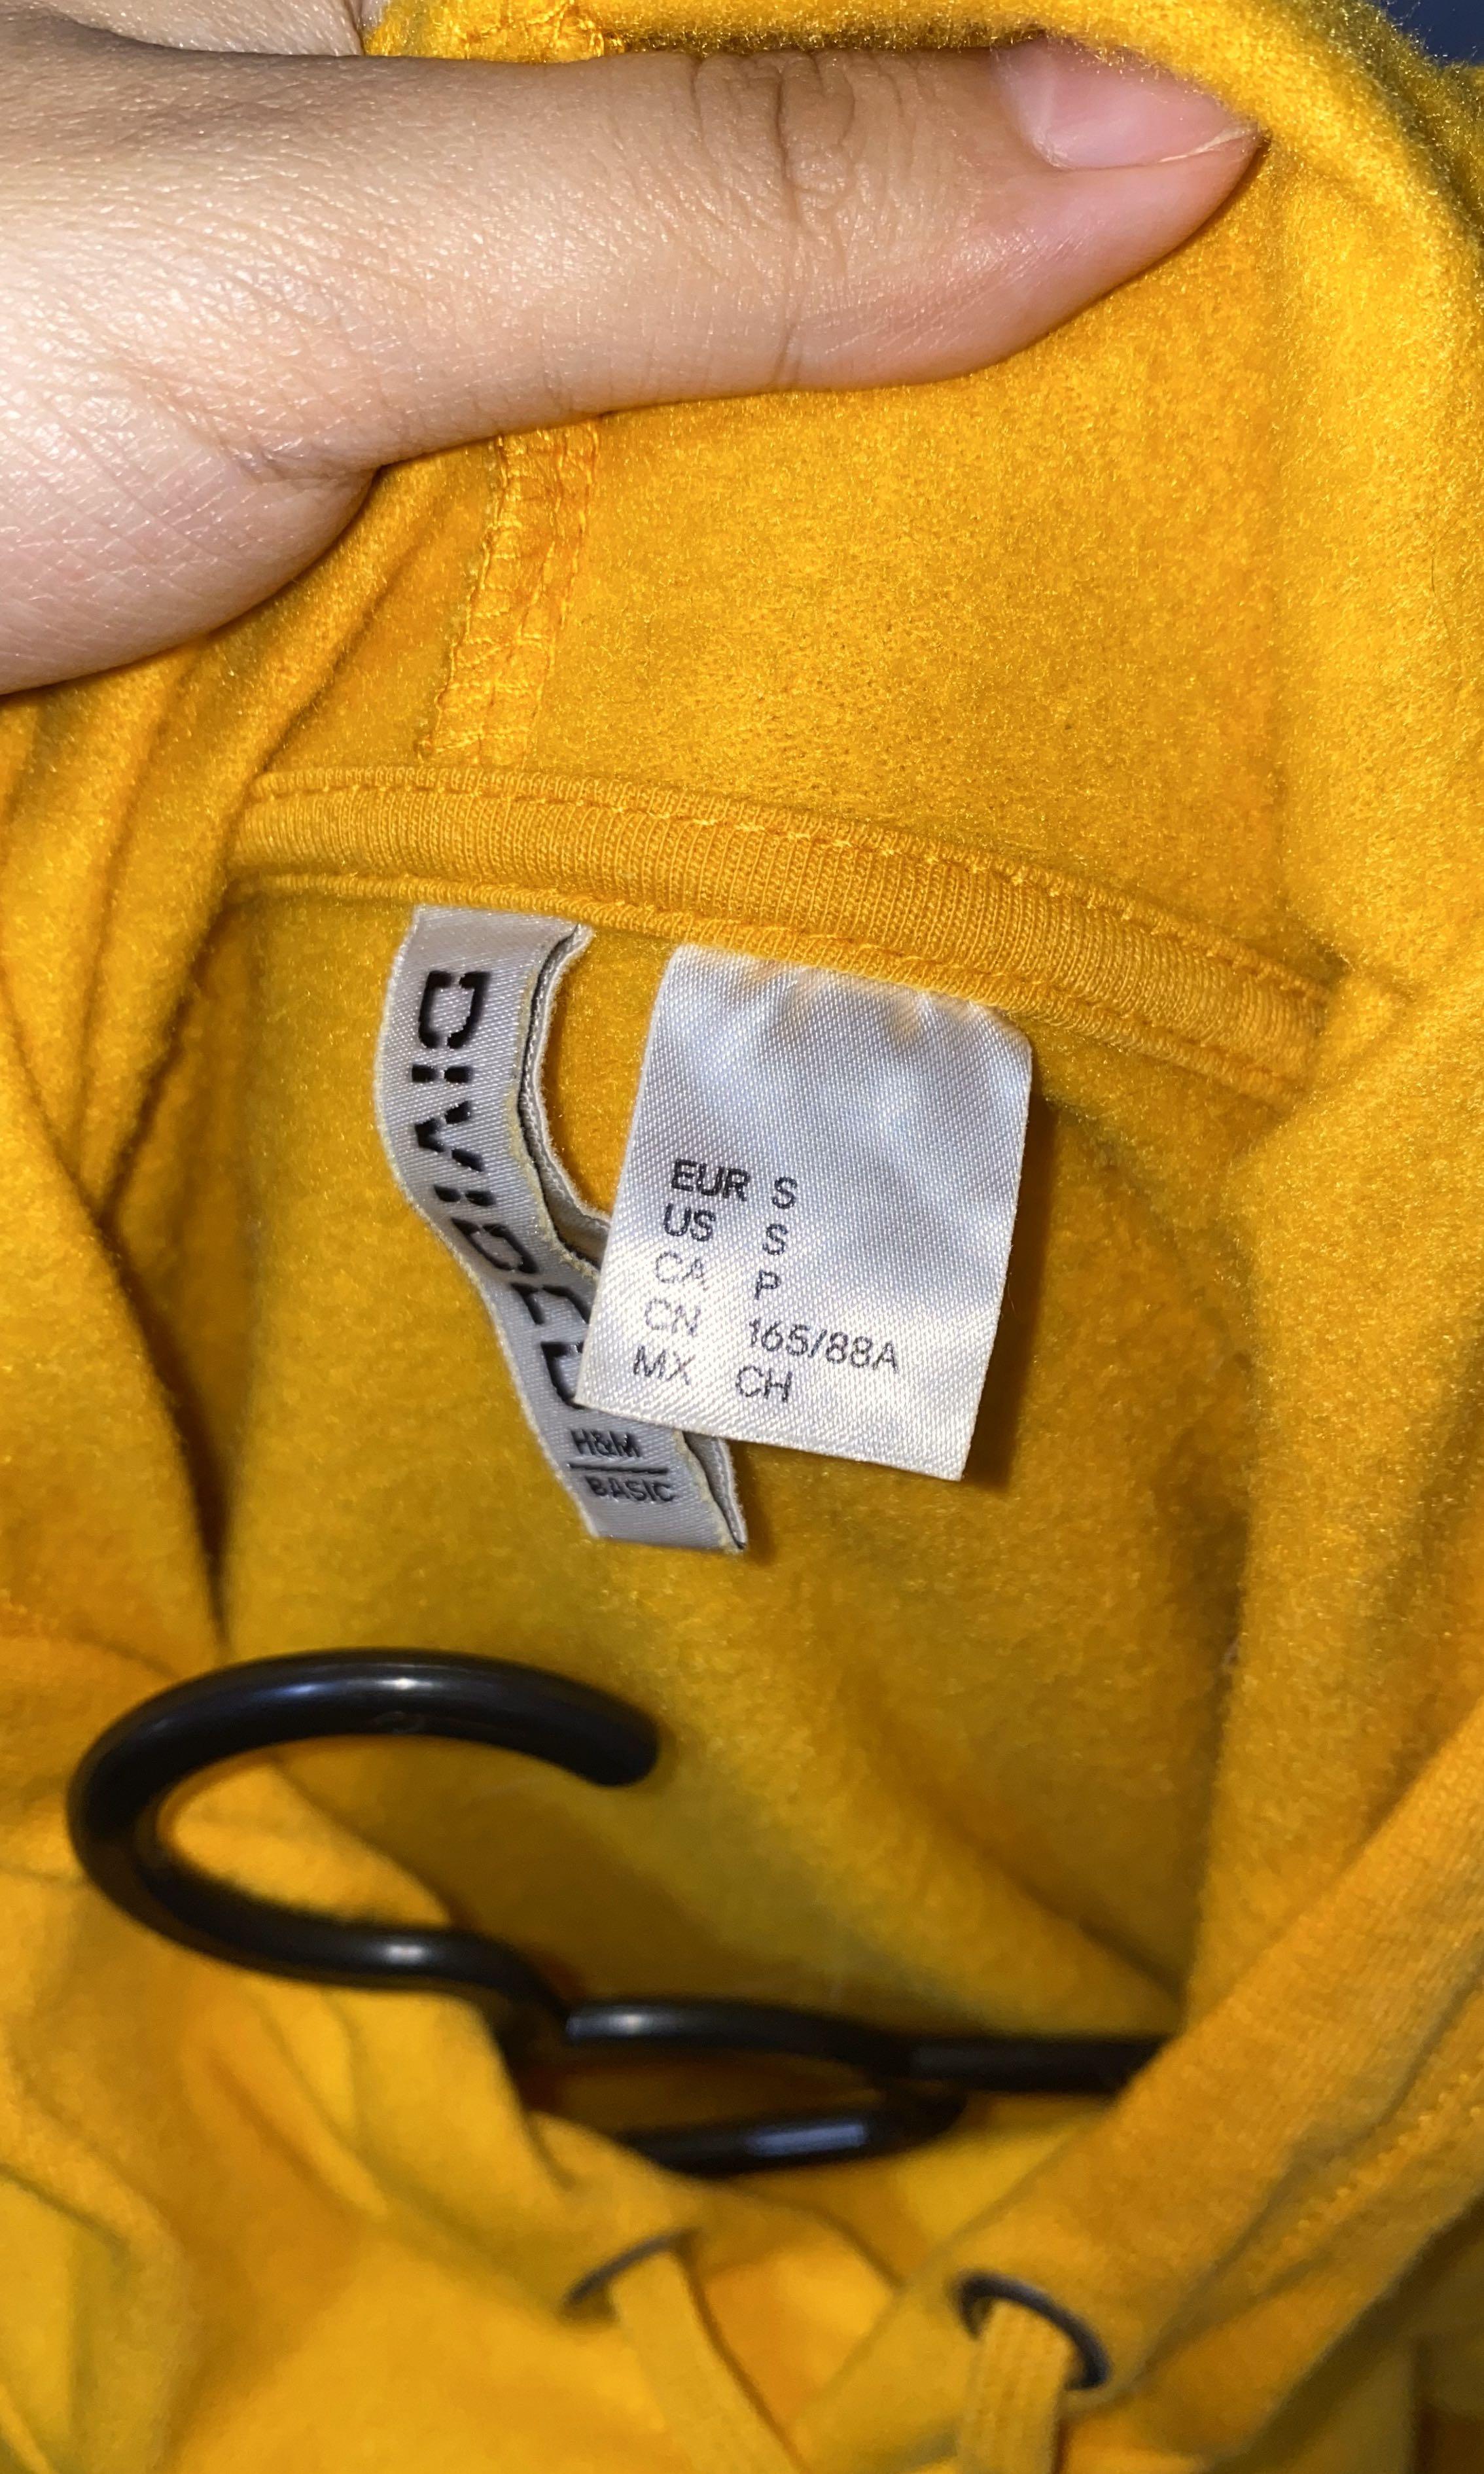 DIVIDED
H&M
BASIC
EUR S
US S
CA P
CN 165/88A
MX CH